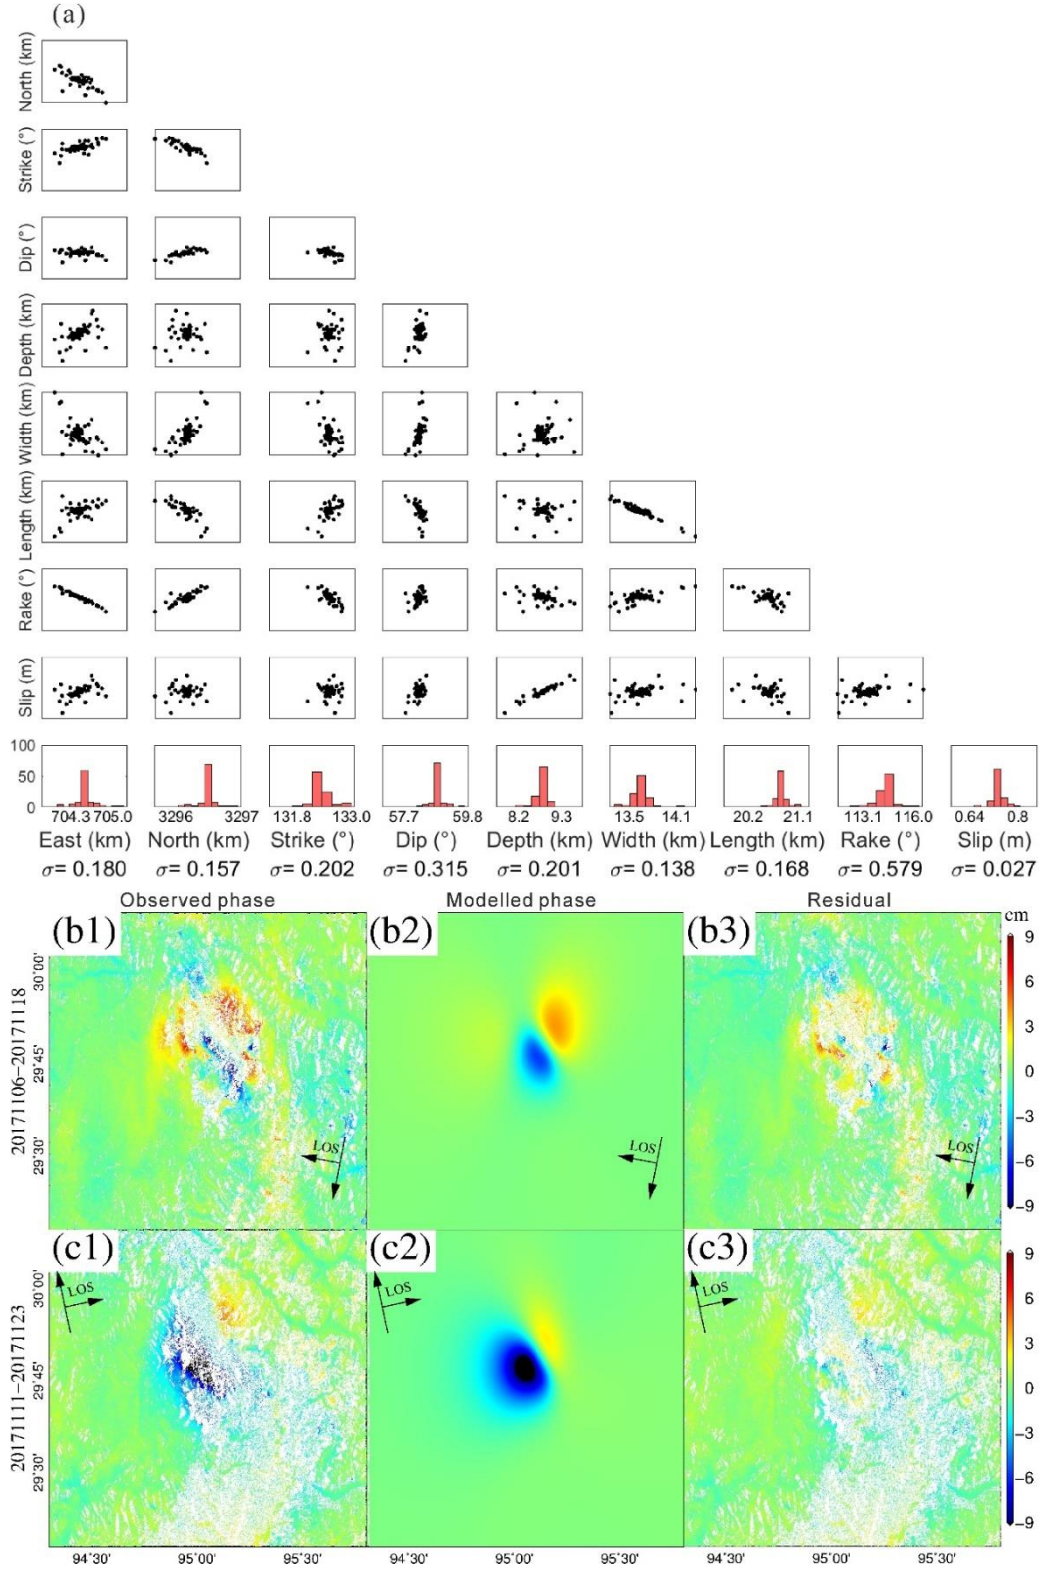 (a)
North (km)
Strike (°)
Dip (°)
Depth (km)
Width (km)
Length (km)
Rake (°)
Slip (m)
100
50
0
704.3 705.0
3296 3297
131.8 133.0
57.7 59.8
8.2 9.3
13.5 14.1
20.2 21.1
113.1 116.0
0.64 0.8
East (km) North (km) Strike (°) Dip (°) Depth (km) Width (km) Length (km) Rake (°) Slip (m)
σ= 0.180 σ= 0.157 σ= 0.202 σ= 0.315 σ= 0.201 σ= 0.138 σ= 0.168 σ= 0.579 σ= 0.027
Observed phase Modelled phase Residual
(b1) (b2) (b3)
cm
20171106−20171118
30°00'
29°45'
29°30'
LOS LOS LOS
9
6
3
0
−3
−6
−9
(c1) (c2) (c3)
20171111−20171123
30°00'
29°45'
29°30'
LOS LOS LOS
9
6
3
0
−3
−6
−9
94°30' 95°00' 95°30' 94°30' 95°00' 95°30' 94°30' 95°00' 95°30'